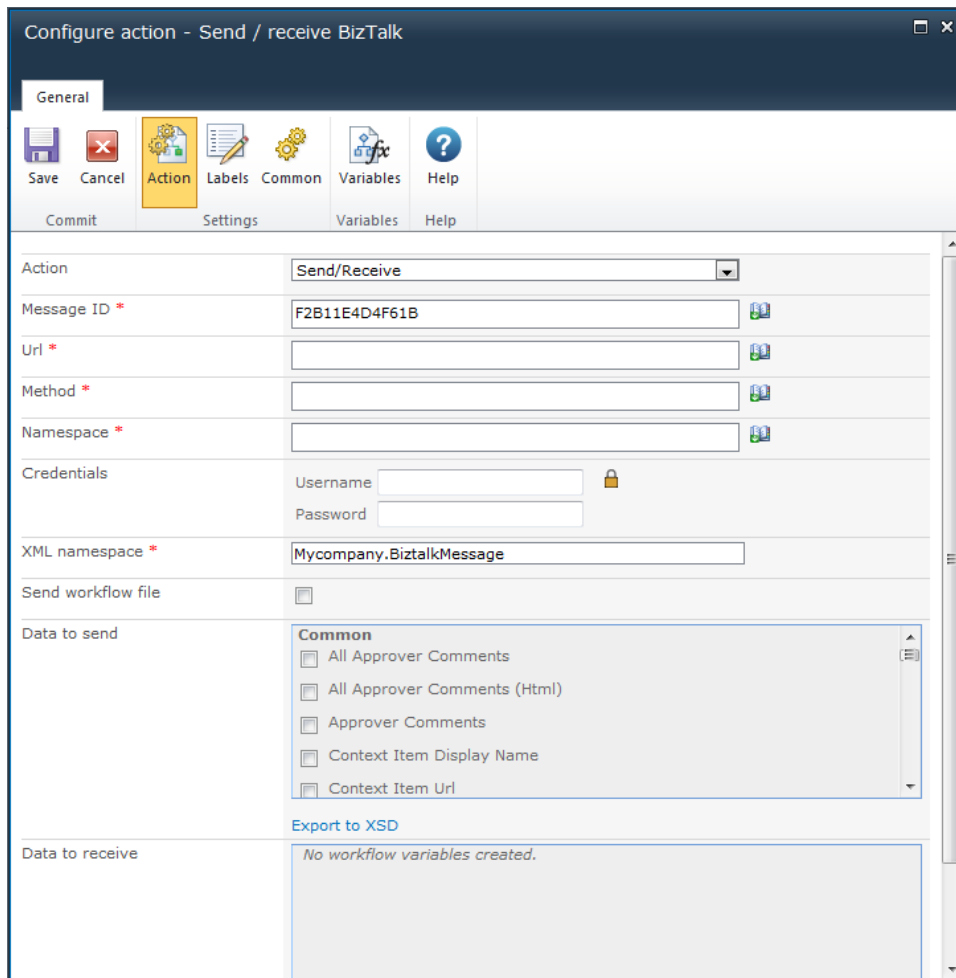 Configure action - Send / receive BizTalk
General
Save Cancel Action Labels Common Variables Help
Commit Settings Variables Help
Action Send/Receive
Message ID * F2B11E4D4F61B
Url *
Method *
Namespace *
Credentials Username
Password
XML namespace * Mycompany.BiztalkMessage
Send workflow file
Data to send Common
All Approver Comments
All Approver Comments (Html)
Approver Comments
Context Item Display Name
Context Item Url
Export to XSD
Data to receive No workflow variables created.